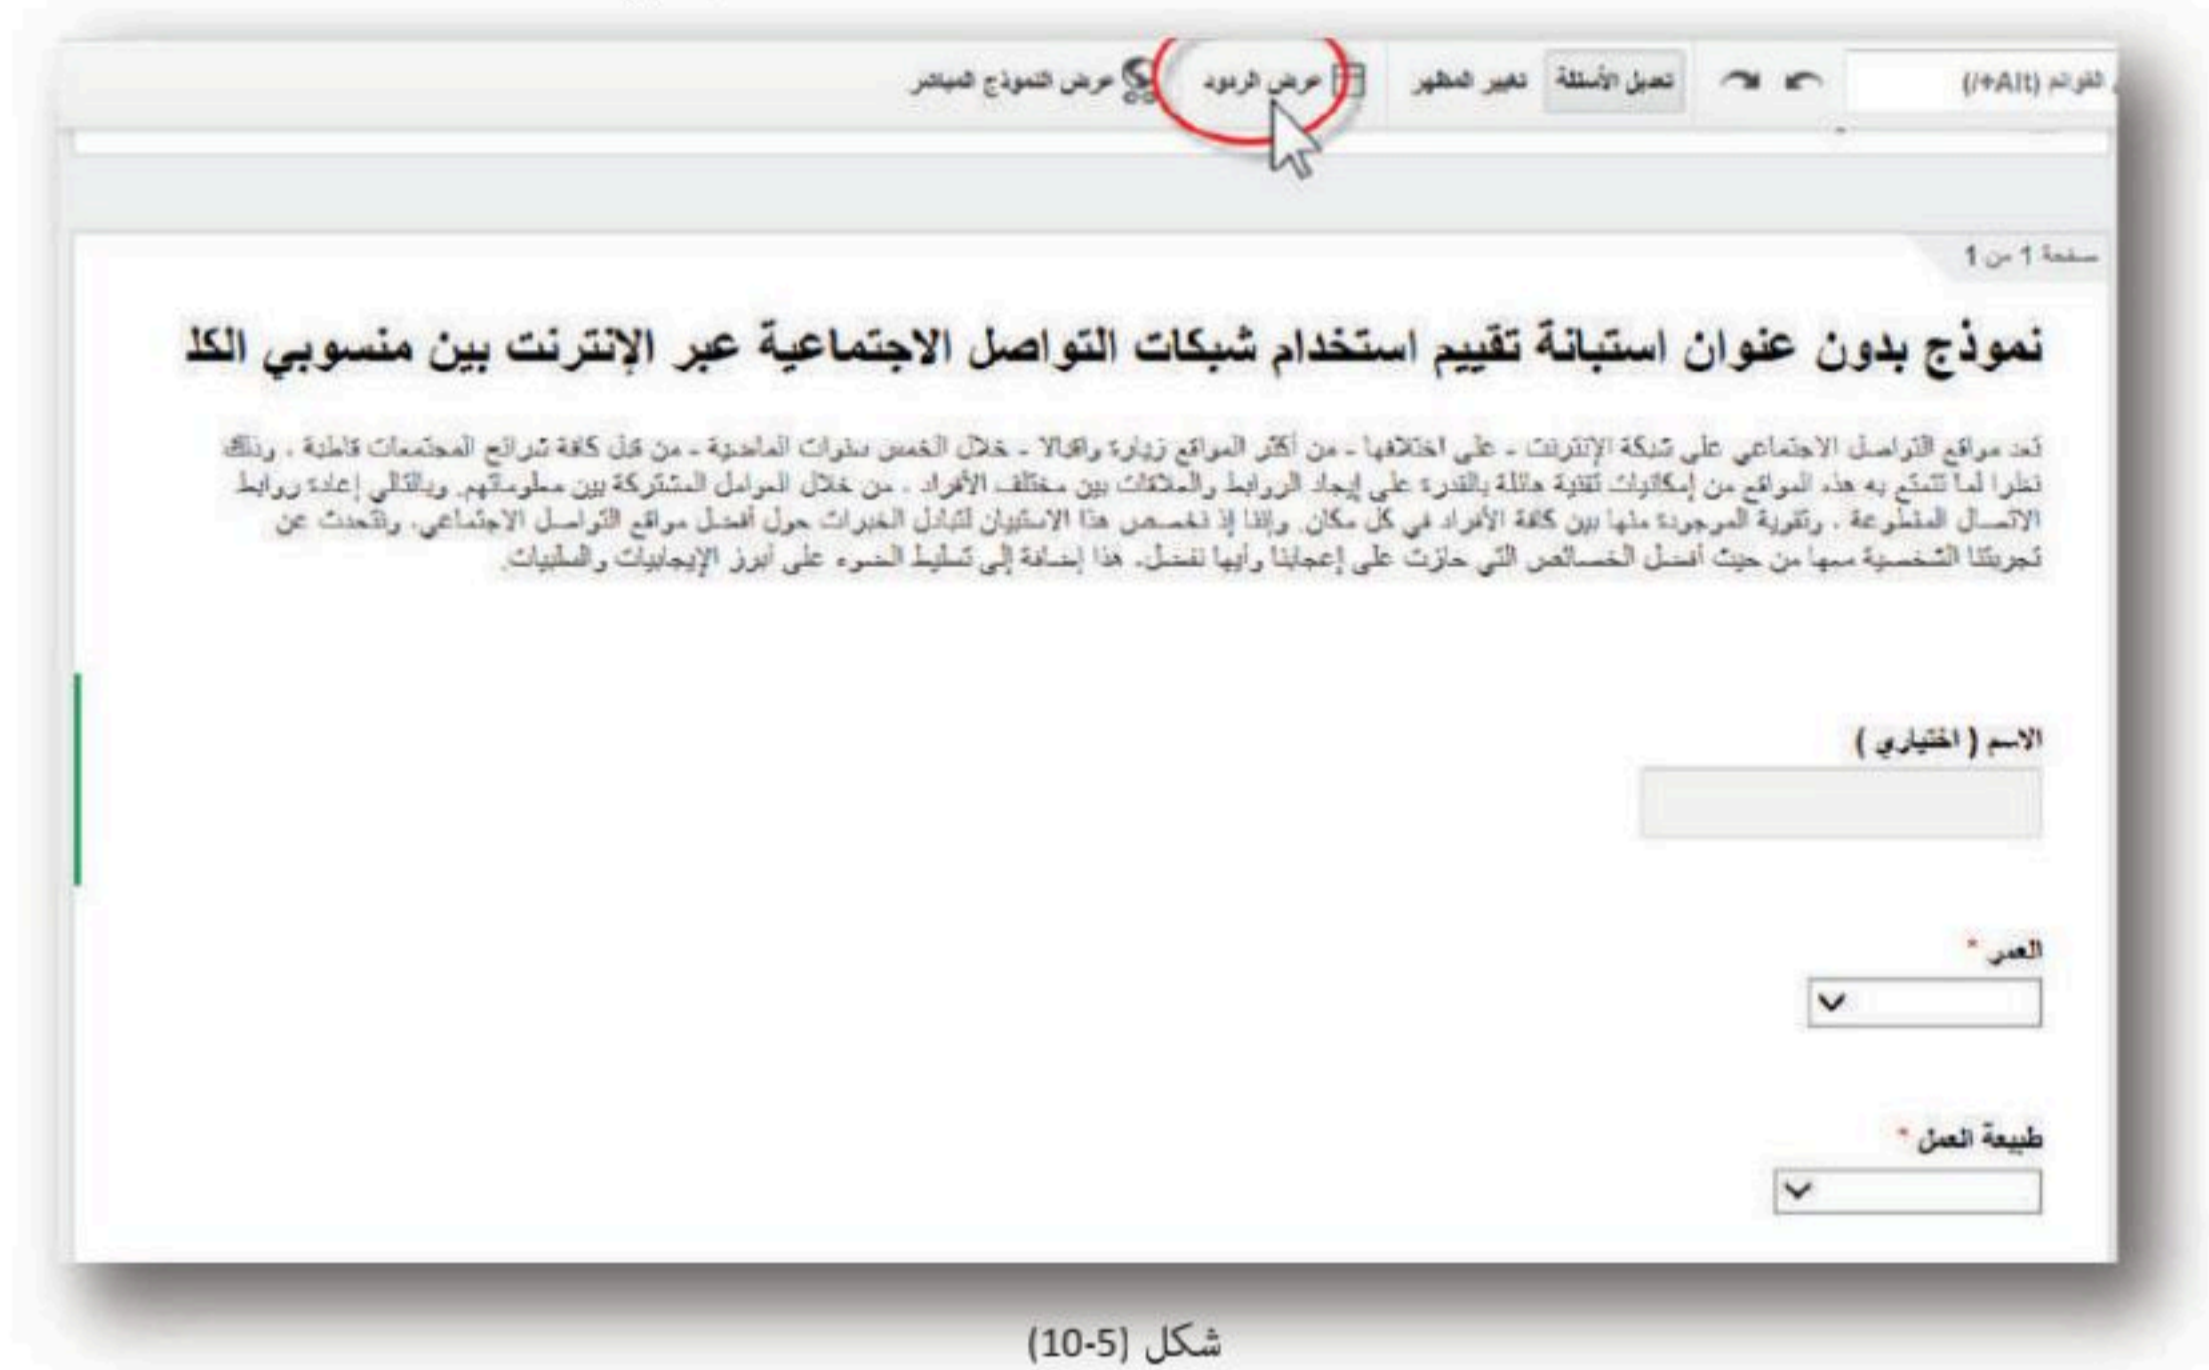 القوائم (Alt+/)
تعديل الأسئلة تغيير المظهر عرض الردود عرض النموذج المباشر
صفحة 1 من 1
نموذج بدون عنوان استبانة تقييم استخدام شبكات التواصل الاجتماعية عبر الإنترنت بين منسوبي الكل
تعد مواقع التواصل الاجتماعي على شبكة الإنترنت - على اختلافها - من أكثر المواقع زيارة واقبالا - خلال الخمس سنوات الماضية - من قبل كافة شرائح المجتمعات قاطبة ، وذلك
نظرا لما تتمتع به هذه المواقع من إمكانيات تقنية هائلة بالقدرة على إيجاد الروابط والعلاقات بين مختلف الأفراد ، من خلال العوامل المشتركة بين معلوماتهم. وبالتالي إعادة روابط
الاتصال المنقطوعة ، وتقوية الموجودة منها بين كافة الأفراد في كل مكان. وإننا إذ نخصص هذا الاستبيان لتبادل الخبرات حول أفضل مواقع التواصل الاجتماعي، ونتحدث عن
تجربتنا الشخصية معها من حيث أفضل الخصائص التي حازت على إعجابنا وأيها نفضل. هذا إضافة إلى تسليط الضوء على أبرز الإيجابيات والسلبيات.
الاسم ( اختياري )
العمر *
طبيعة العمل *
شكل (5-10)